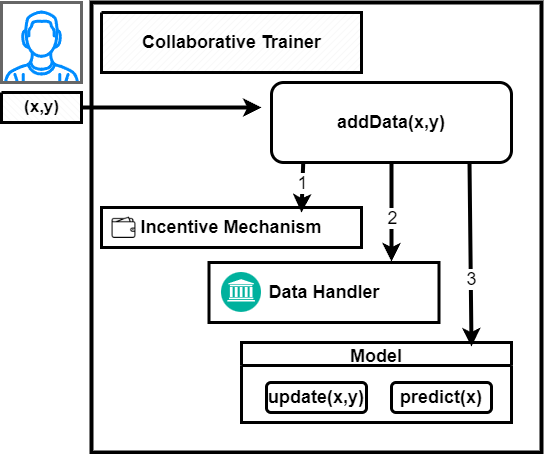 Collaborative Trainer
(x,y)
addData(x,y)
1
Incentive Mechanism
2
Data Handler
3
Model
update(x,y)
predict(x)